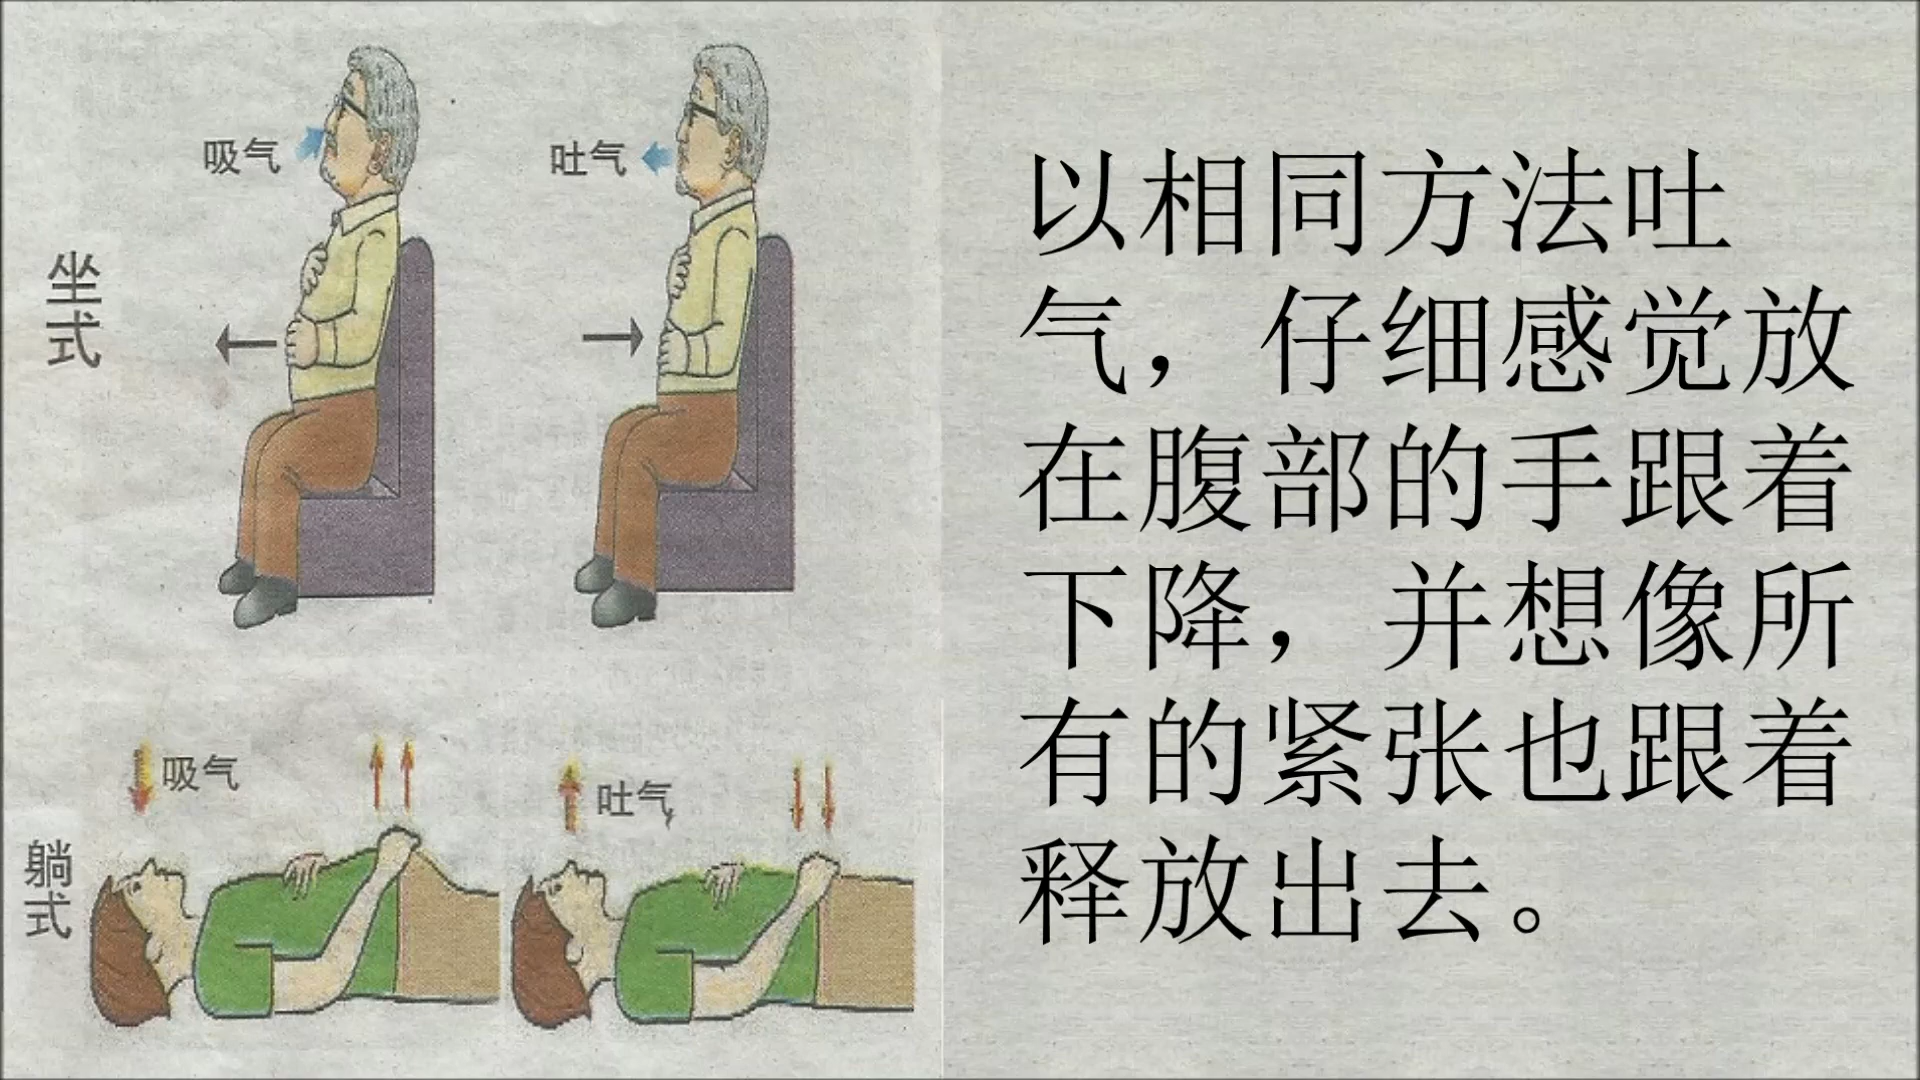 吸气
吐气
坐式
吸气
吐气
躺式
以相同方法吐
气，仔细感觉放
在腹部的手跟着
下降，并想像所
有的紧张也跟着
释放出去。